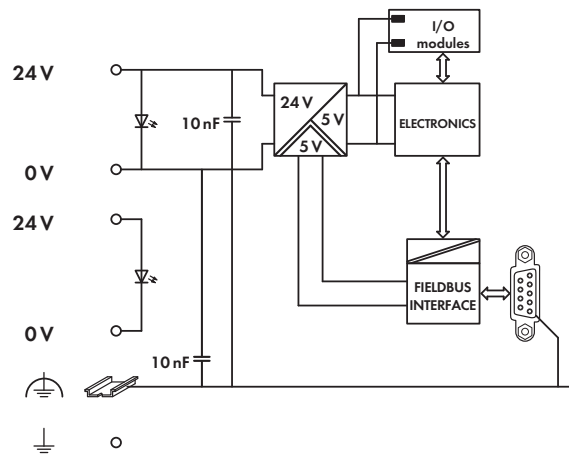 I/O
modules
24 V
24 V
10 nF
5 V
ELECTRONICS
5 V
0 V
24 V
FIELDBUS
INTERFACE
0 V
10 nF